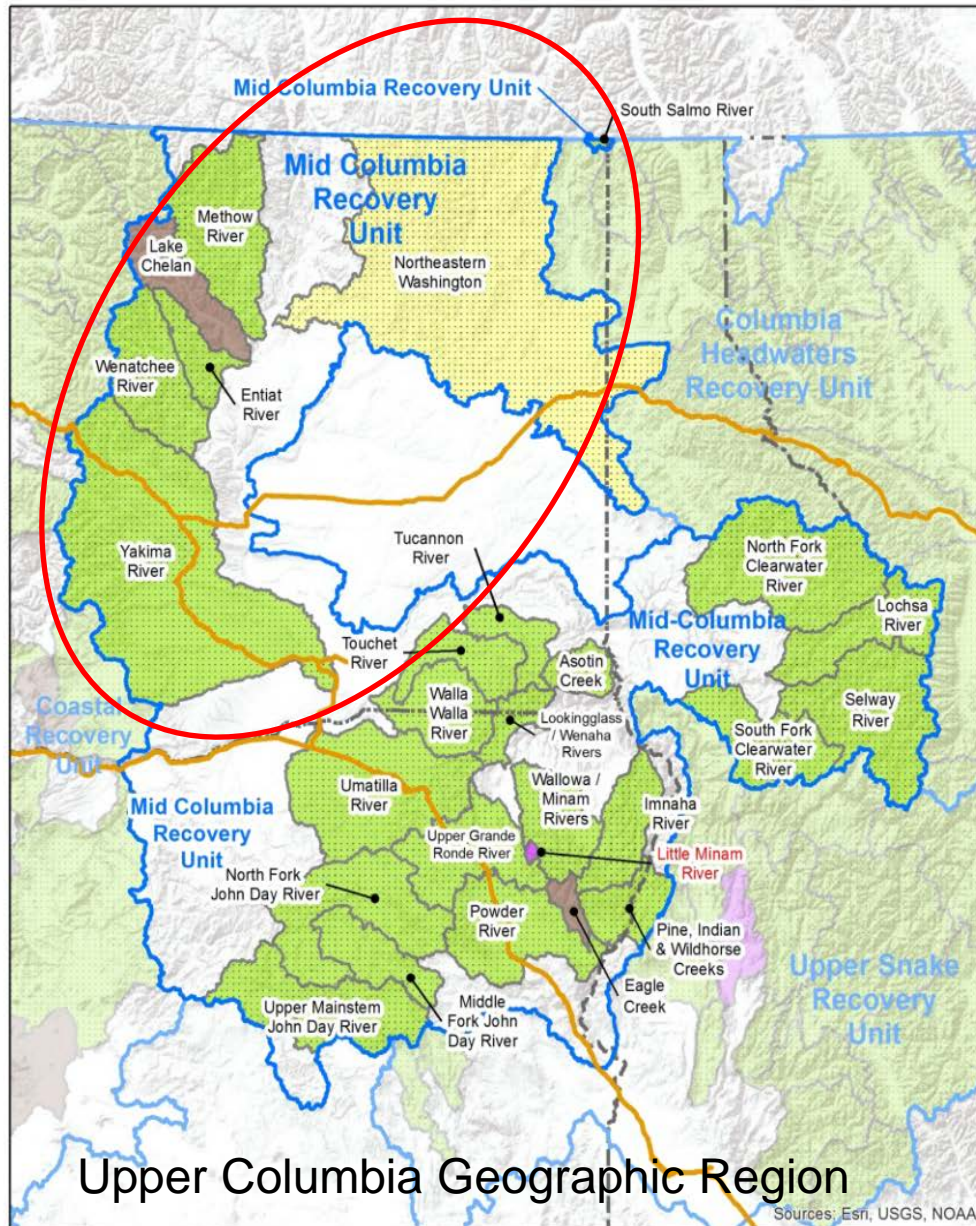 Mid Columbia Recovery Unit
South Salmo River
Mid Columbia
Recovery
Unit
Methow
River
Lake
Chelan
Northeastern
Washington
Columbia
Headwaters
Recovery Unit
Wenatchee
River
Entiat
River
Yakima
River
Tucannon
River
North Fork
Clearwater
River
Lochsa
River
Mid-Columbia
Recovery
Unit
Touchet
River
Asotin
Creek
Selway
River
Walla
Walla
River
Lookingglass
/ Wenaha
Rivers
South Fork
Clearwater
River
Coastal
Recovery
Unit
Umatilla
River
Wallowa /
Minam
Rivers
Imnaha
River
Mid Columbia
Recovery
Unit
Upper Grande
Ronde River
Little Minam
River
North Fork
John Day River
Powder
River
Pine, Indian
& Wildhorse
Creeks
Eagle
Creek
Upper Snake
Recovery
Unit
Upper Mainstem
John Day River
Middle
Fork John
Day River
Upper Columbia Geographic Region
Sources: Esri, USGS, NOAA